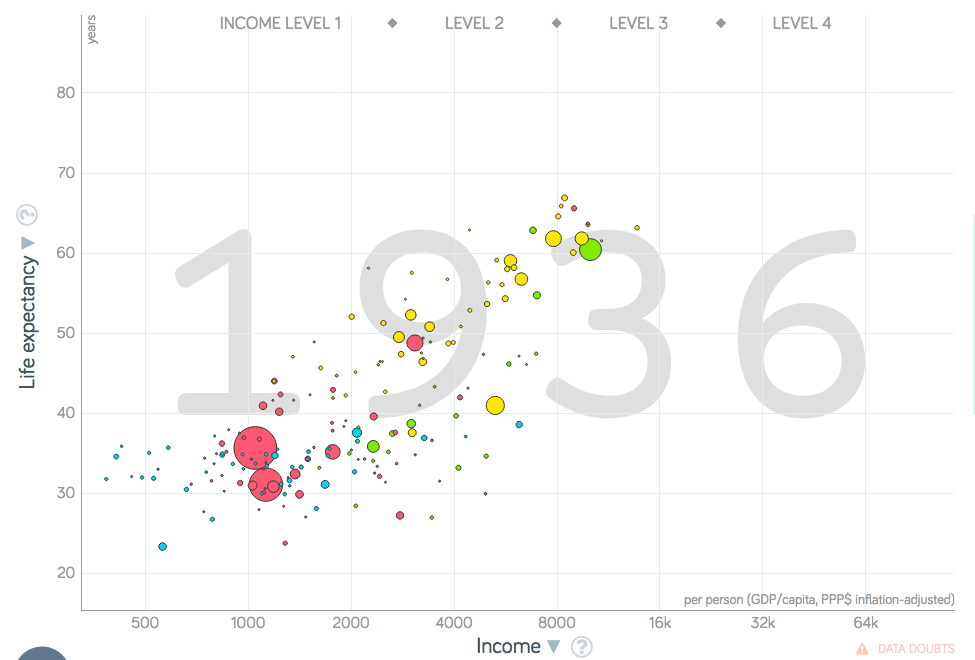 years
INCOME LEVEL 1 ◆ LEVEL 2 ◆ LEVEL 3 ◆ LEVEL 4
80
70
60
50
40
30
20
1936
Life expectancy ▼ ?
per person (GDP/capita, PPP$ inflation-adjusted)
500 1000 2000 4000 8000 16k 32k 64k
Income ▼ ?
DATA DOUBTS